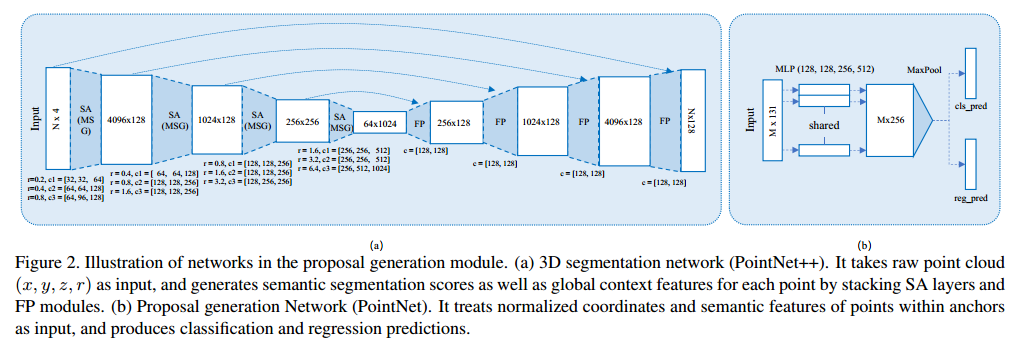 Input
N x 4
SA
(MS
G)
4096x128
SA
(MSG)
1024x128
SA
(MSG)
256x256
SA
MSG)
64x1024
FP
256x128
FP
1024x128
FP
4096x128
FP
Nx128
r=0.2, c1 = [32, 32, 64]
r=0.4, c2 = [64, 64, 128]
r=0.8, c3 = [64, 96, 128]
r = 0.4, c1 = [ 64, 64, 128]
r = 0.8, c2 = [128, 128, 256]
r = 1.6, c3 = [128, 128, 256]
r = 0.8, c1 = [128, 128, 256]
r = 1.6, c2 = [128, 128, 256]
r = 3.2, c3 = [128, 256, 256]
r = 1.6, c1 = [256, 256, 512]
r = 3.2, c2 = [256, 256, 512]
r = 6.4, c3 = [256, 512, 1024]
c = [128, 128]
c = [128, 128]
c = [128, 128]
c = [128, 128]
(a)
Input
M x 131
MLP (128, 128, 256, 512)
shared
Mx256
MaxPool
cls_pred
reg_pred
(b)
Figure 2. Illustration of networks in the proposal generation module. (a) 3D segmentation network (PointNet++). It takes raw point cloud
(x, y, z, r) as input, and generates semantic segmentation scores as well as global context features for each point by stacking SA layers and
FP modules. (b) Proposal generation Network (PointNet). It treats normalized coordinates and semantic features of points within anchors
as input, and produces classification and regression predictions.